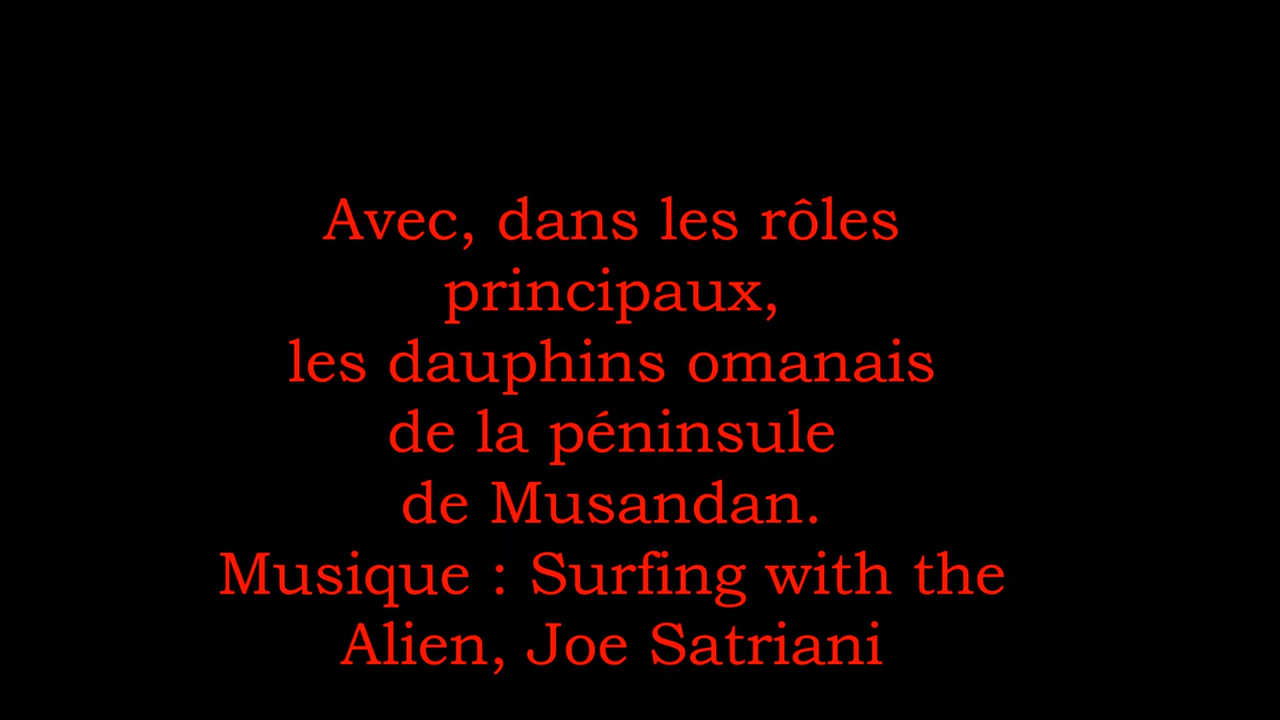 Avec, dans les rôles
principaux,
les dauphins omanais
de la péninsule
de Musandan.
Musique : Surfing with the
Alien, Joe Satriani